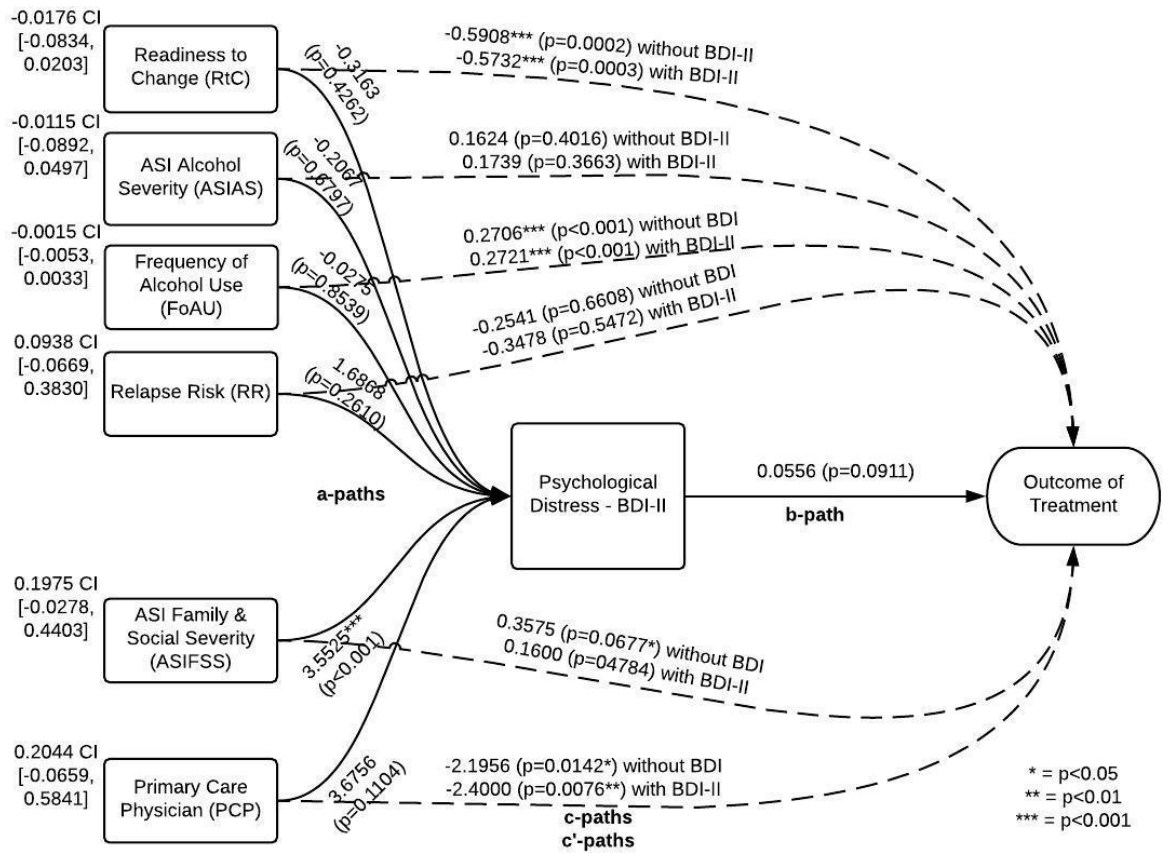 -0.0176 CI
[-0.0834,
0.0203]
Readiness to
Change (RtC)
-0.3163
(p=0.4262)
-0.5908*** (p=0.0002) without BDI-II
-0.5732*** (p=0.0003) with BDI-II
-0.0115 CI
[-0.0892,
0.0497]
ASI Alcohol
Severity (ASIAS)
-0.2067
(p=0.6797)
0.1624 (p=0.4016) without BDI-II
0.1739 (p=0.3663) with BDI-II
-0.0015 CI
[-0.0053,
0.0033]
Frequency of
Alcohol Use
(FoAU)
-0.0275
(p=0.8539)
0.2706*** (p<0.001) without BDI
0.2721*** (p<0.001) with BDI-II
0.0938 CI
[-0.0669,
0.3830]
Relapse Risk (RR)
1.6868
(p=0.2610)
-0.2541 (p=0.6608) without BDI
-0.3478 (p=0.5472) with BDI-II
a-paths
Psychological
Distress - BDI-II
0.0556 (p=0.0911)
b-path
Outcome of
Treatment
0.1975 CI
[-0.0278,
0.4403]
ASI Family &
Social Severity
(ASIFSS)
3.5525***
(p<0.001)
0.3575 (p=0.0677*) without BDI
0.1600 (p=04784) with BDI-II
0.2044 CI
[-0.0659,
0.5841]
Primary Care
Physician (PCP)
3.6756
(p=0.1104)
-2.1956 (p=0.0142*) without BDI
-2.4000 (p=0.0076**) with BDI-II
c-paths
c'-paths
* = p<0.05
** = p<0.01
*** = p<0.001